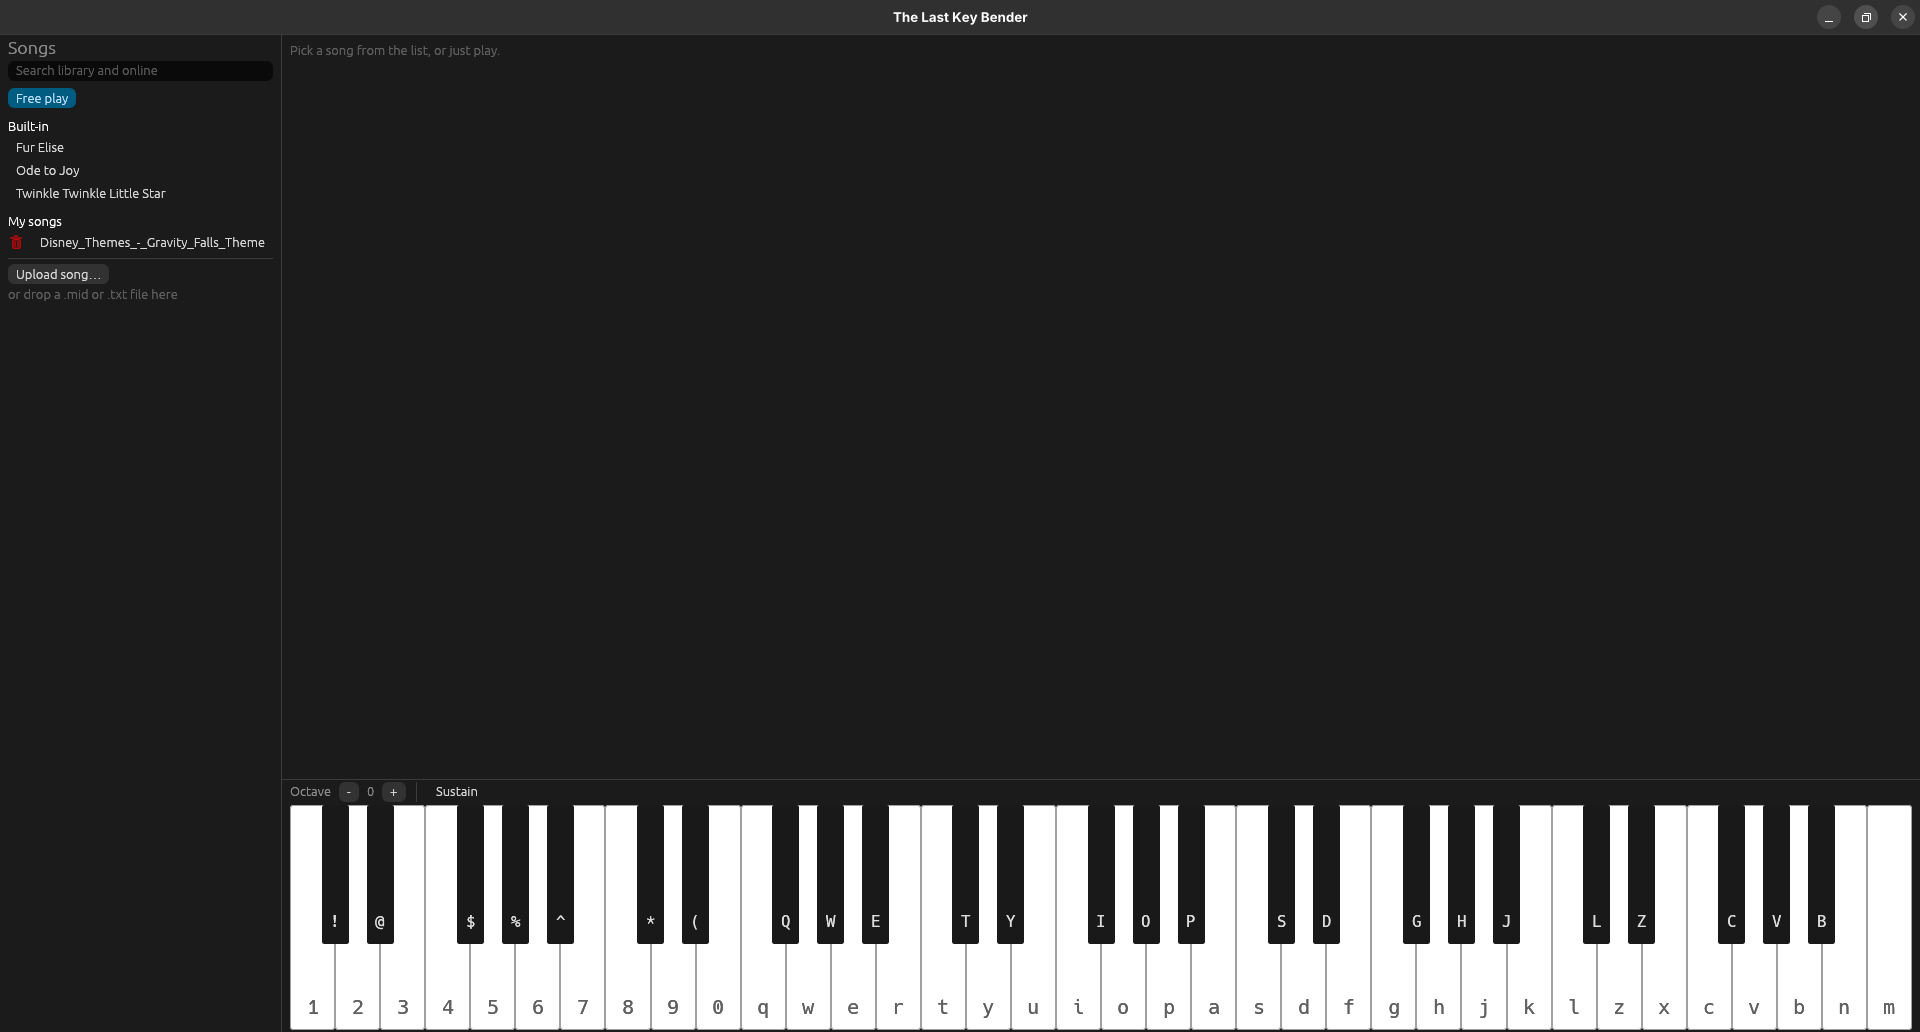 The Last Key Bender
Songs
Search library and online
Free play
Built-in
Fur Elise
Ode to Joy
Twinkle Twinkle Little Star
My songs
Disney_Themes_-_Gravity_Falls_Theme
Upload song...
or drop a .mid or .txt file here
Pick a song from the list, or just play.
Octave - 0 + Sustain
! @ $ % ^ * ( Q W E T Y I O P S D G H J L Z C V B
1 2 3 4 5 6 7 8 9 0 q w e r t y u i o p a s d f g h j k l z x c v b n m